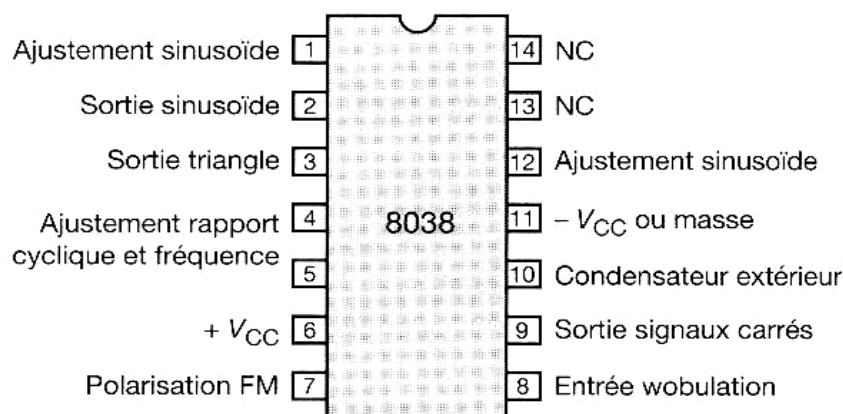 Ajustement sinusoïde 1
Sortie sinusoïde 2
Sortie triangle 3
Ajustement rapport 4
cyclique et fréquence
5
+ VCC 6
Polarisation FM 7
8038
14 NC
13 NC
12 Ajustement sinusoïde
11 – VCC ou masse
10 Condensateur extérieur
9 Sortie signaux carrés
8 Entrée wobulation